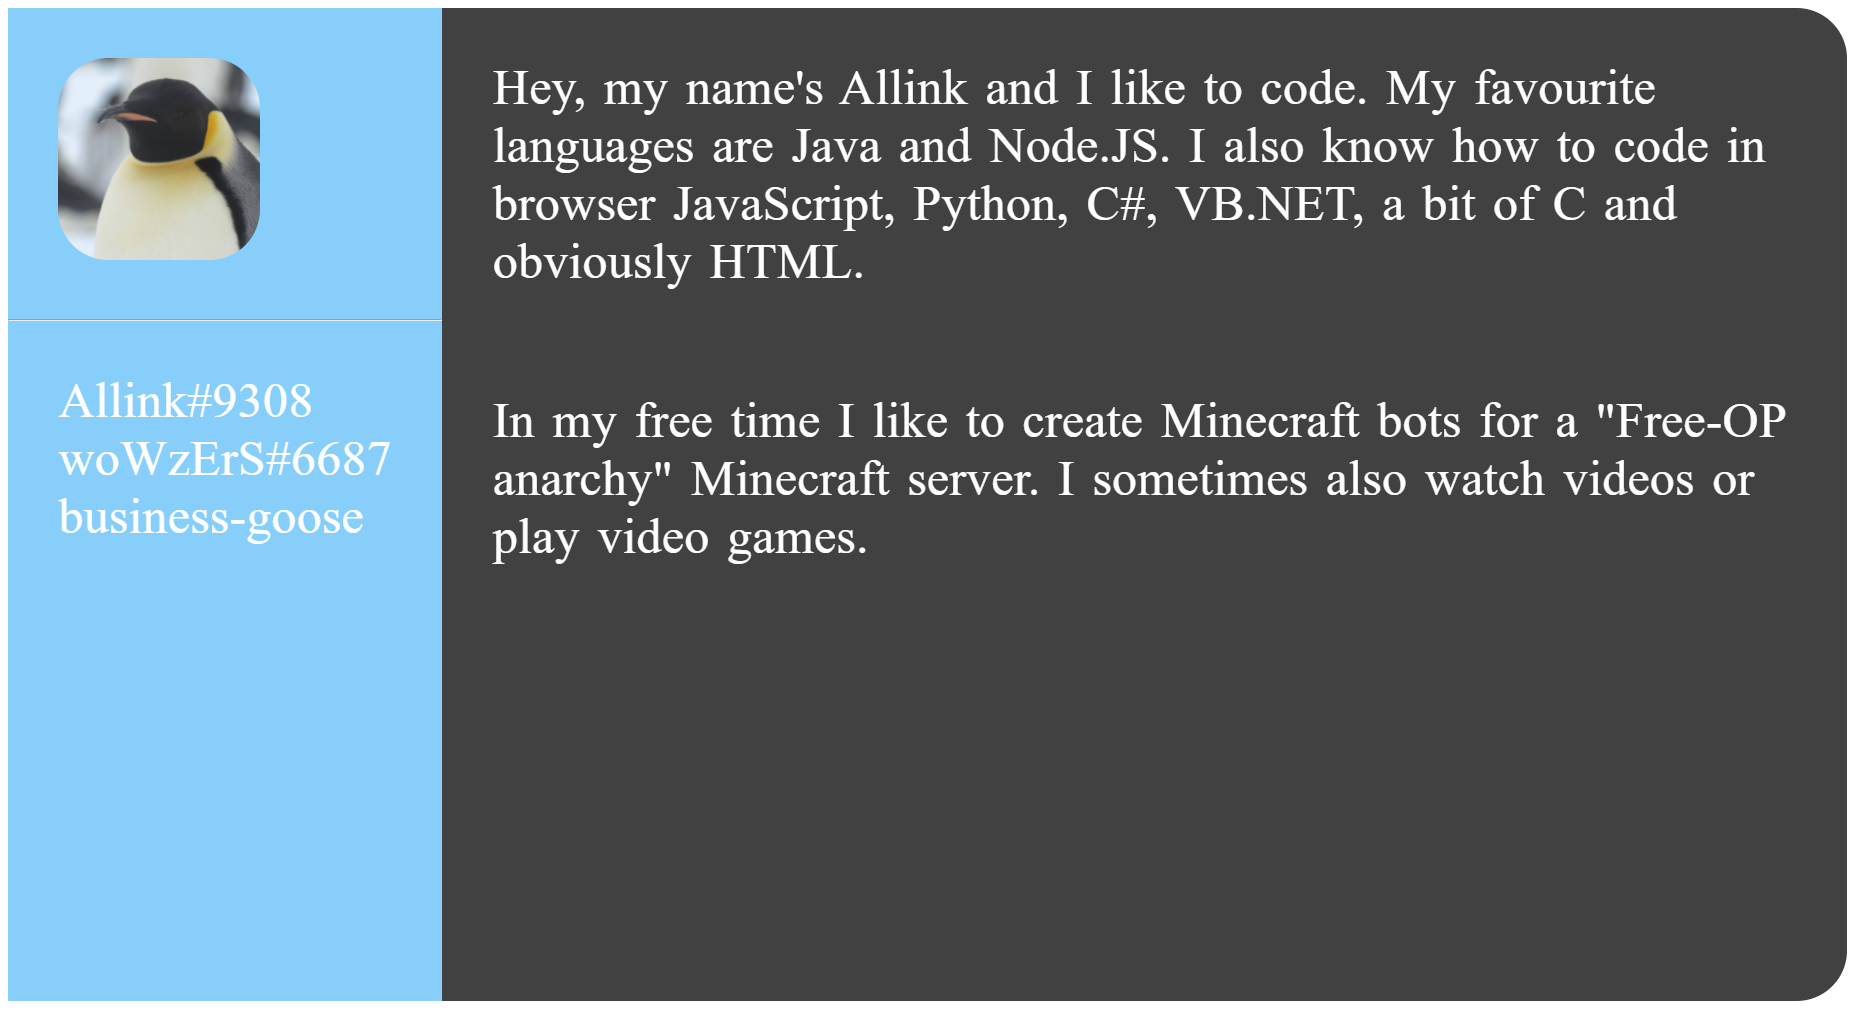 Allink#9308
woWzErS#6687
business-goose
Hey, my name's Allink and I like to code. My favourite
languages are Java and Node.JS. I also know how to code in
browser JavaScript, Python, C#, VB.NET, a bit of C and
obviously HTML.
In my free time I like to create Minecraft bots for a "Free-OP
anarchy" Minecraft server. I sometimes also watch videos or
play video games.